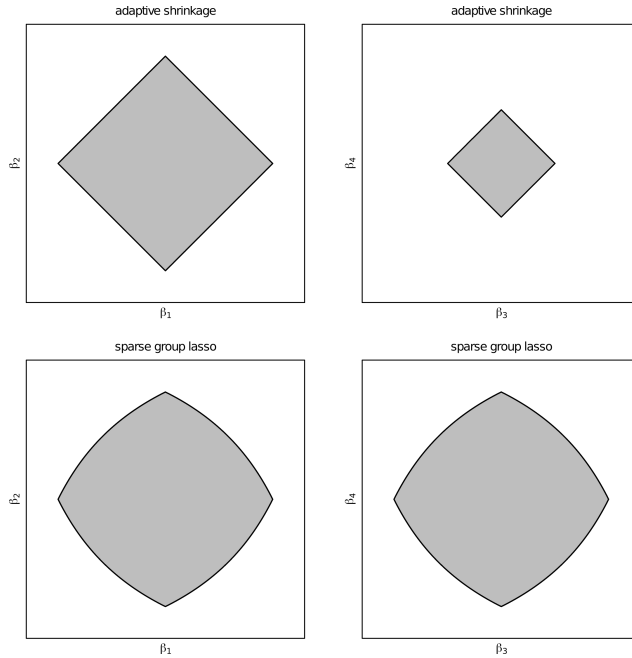 adaptive shrinkage
adaptive shrinkage
β₂
β₄
β₁
β₃
sparse group lasso
sparse group lasso
β₂
β₄
β₁
β₃